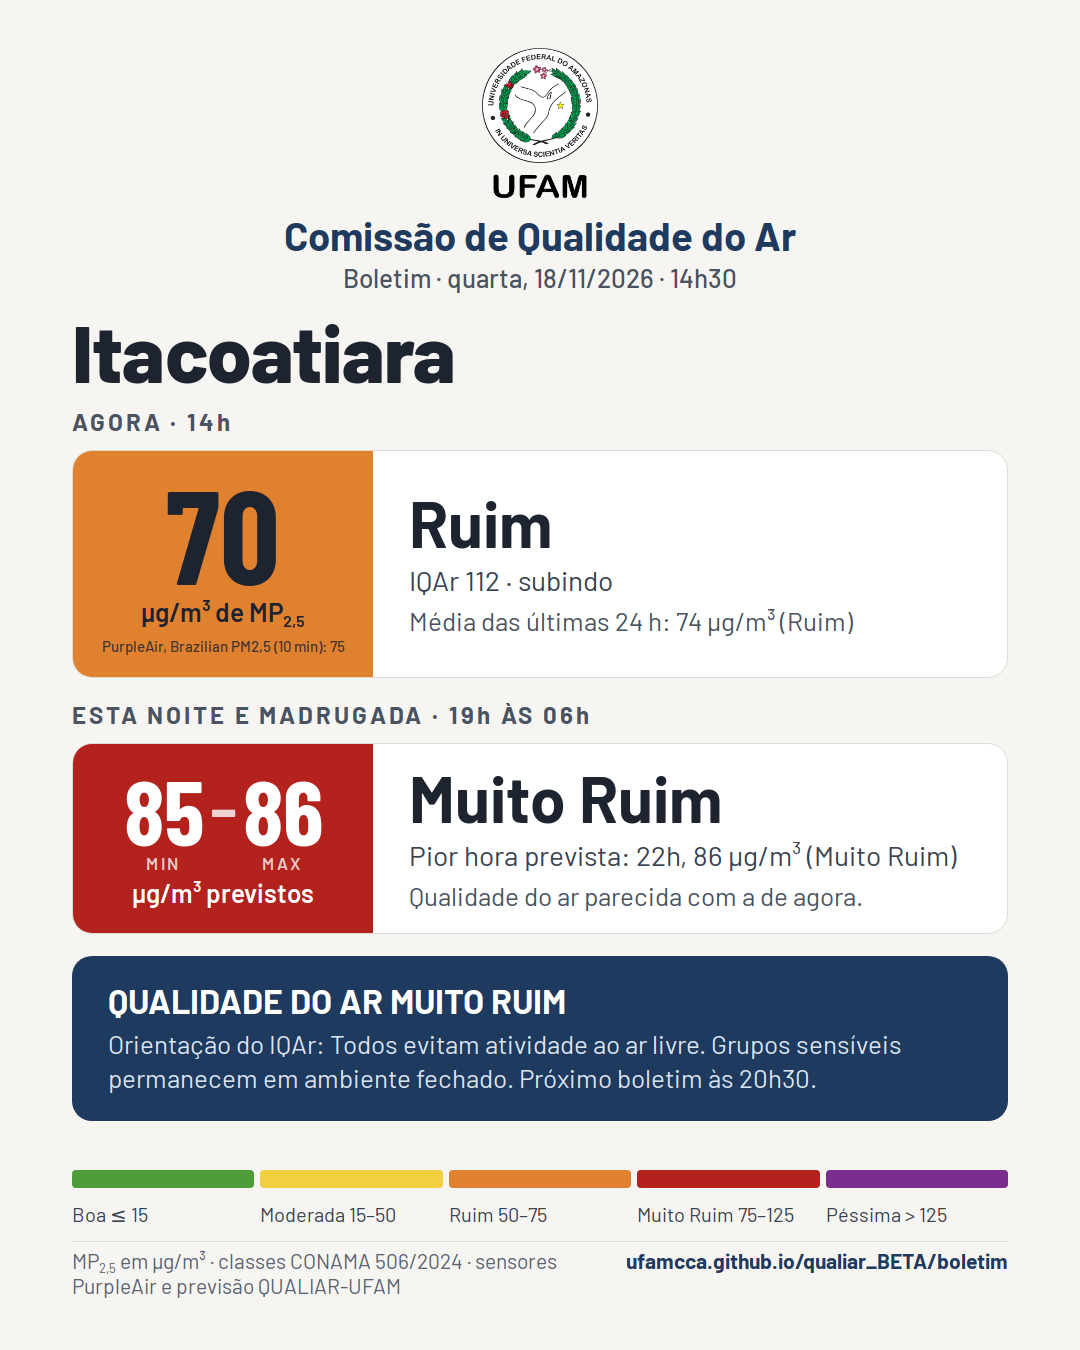 UNIVERSIDADE FEDERAL DO AMAZONAS
IN UNIVERSA SCIENTIA VERITAS
UFAM
Comissão de Qualidade do Ar
Boletim · quarta, 18/11/2026 · 14h30
Itacoatiara
AGORA · 14h
70
µg/m³ de MP2,5
PurpleAir, Brazilian PM2,5 (10 min): 75
Ruim
IQAr 112 · subindo
Média das últimas 24 h: 74 µg/m³ (Ruim)
ESTA NOITE E MADRUGADA · 19h ÀS 06h
85–86
MIN MAX
µg/m³ previstos
Muito Ruim
Pior hora prevista: 22h, 86 µg/m³ (Muito Ruim)
Qualidade do ar parecida com a de agora.
QUALIDADE DO AR MUITO RUIM
Orientação do IQAr: Todos evitam atividade ao ar livre. Grupos sensíveis
permanecem em ambiente fechado. Próximo boletim às 20h30.
Boa ≤ 15
Moderada 15–50
Ruim 50–75
Muito Ruim 75–125
Péssima > 125
MP2,5 em µg/m³ · classes CONAMA 506/2024 · sensores
PurpleAir e previsão QUALIAR-UFAM
ufamcca.github.io/qualiar_BETA/boletim